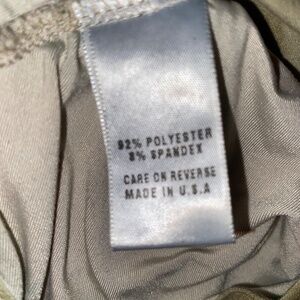 92% POLYESTER
8% SPANDEX
CARE ON REVERSE
MADE IN U.S.A